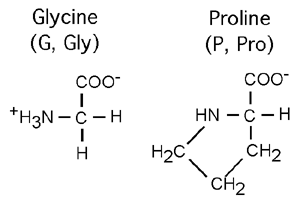 Glycine
(G, Gly)
COO⁻
⁺H₃N – C – H
H
Proline
(P, Pro)
COO⁻
HN – C – H
H₂C
CH₂
CH₂